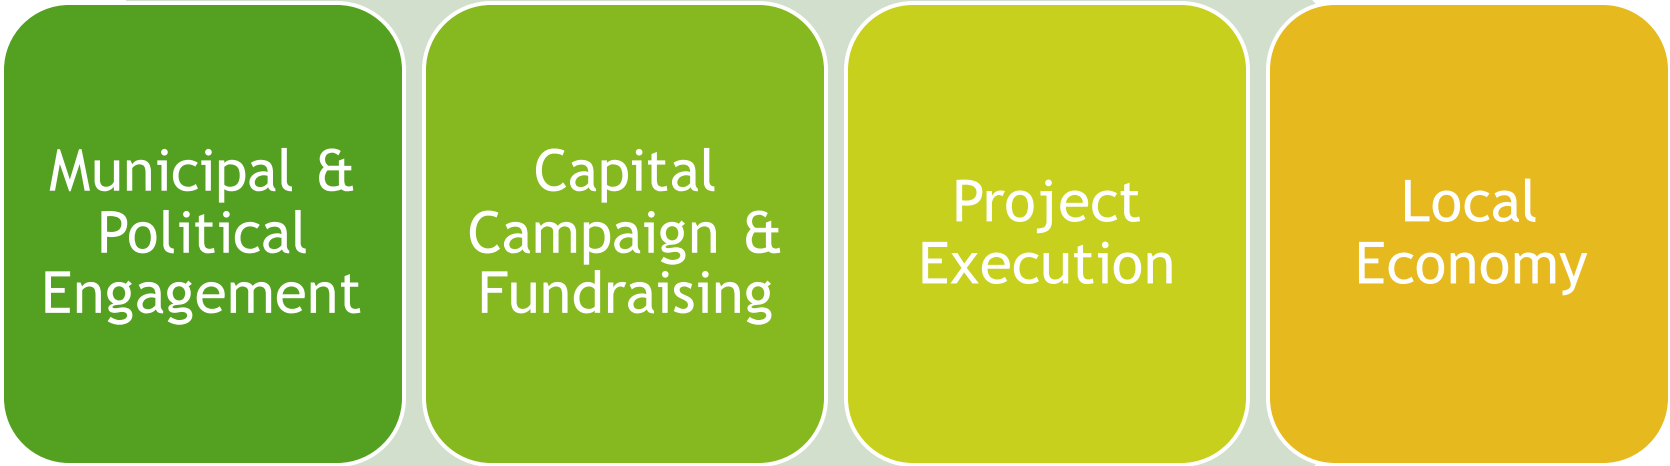 Municipal &
Political
Engagement
Capital
Campaign &
Fundraising
Project
Execution
Local
Economy